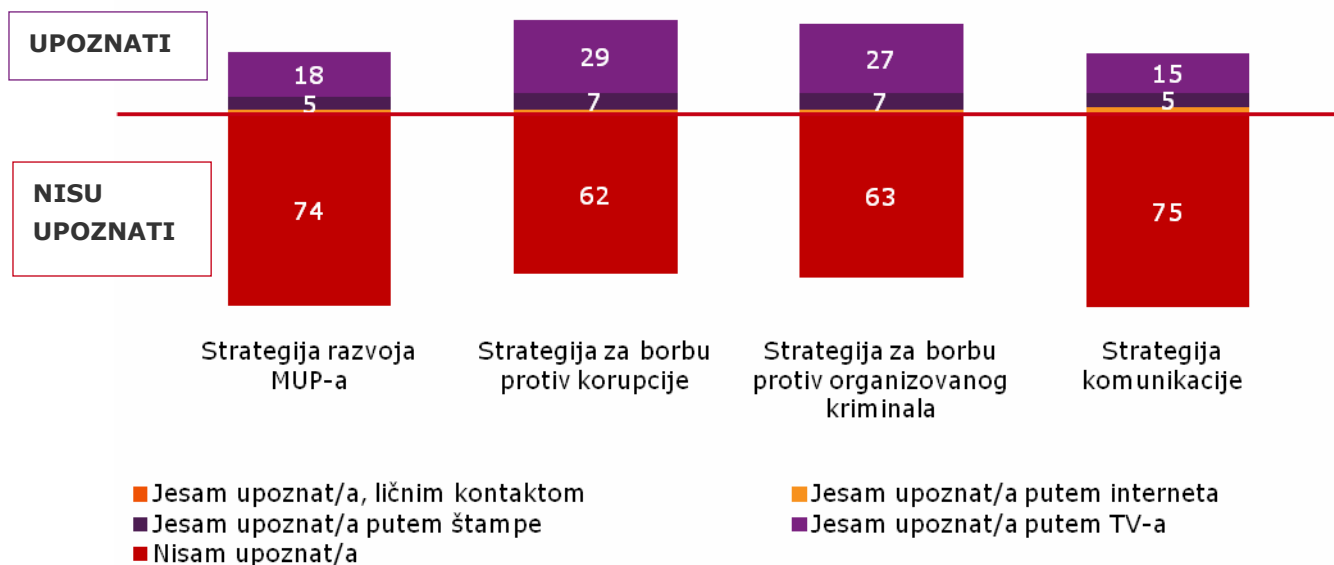 UPOZNATI
18
29
27
15
5
7
7
5
NISU
UPOZNATI
74
62
63
75
Strategija razvoja
MUP-a
Strategija za borbu
protiv korupcije
Strategija za borbu
protiv organizovanog
kriminala
Strategija
komunikacije
Jesam upoznat/a, ličnim kontaktom
Jesam upoznat/a putem interneta
Jesam upoznat/a putem štampe
Jesam upoznat/a putem TV-a
Nisam upoznat/a